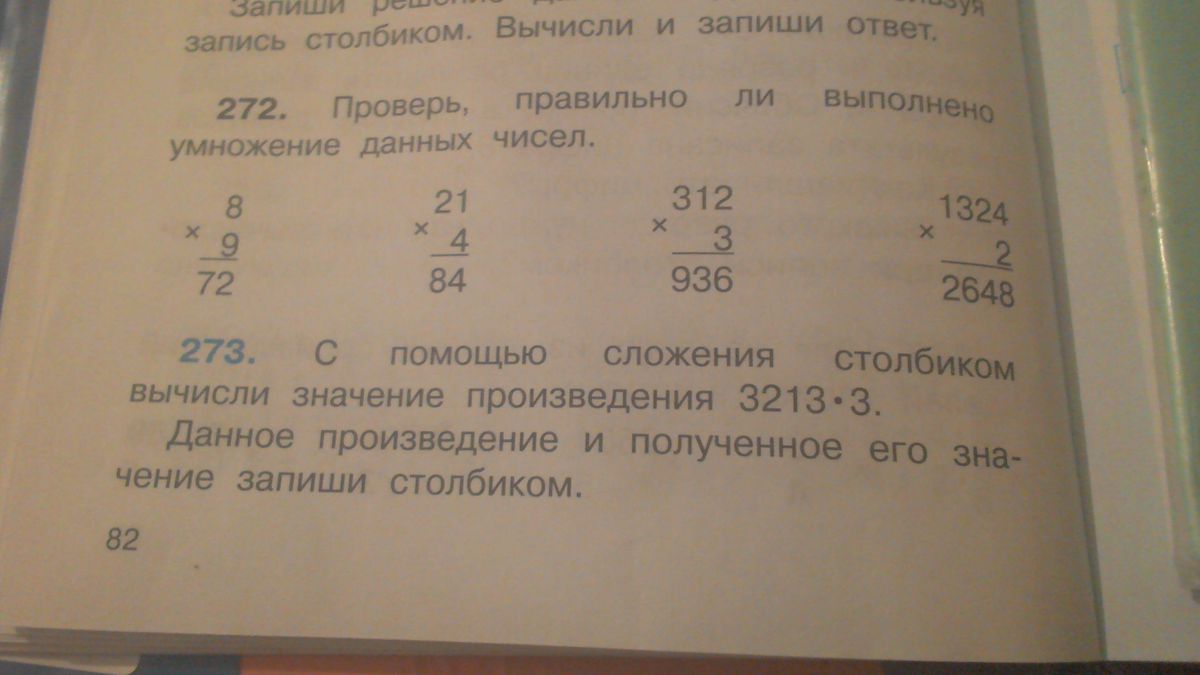 Запиши решение
запись столбиком. Вычисли и запиши ответ.
272. Проверь, правильно ли выполнено
умножение данных чисел.
8 21 312 1324
× 9 × 4 × 3 × 2
72 84 936 2648
273. С помощью сложения столбиком
вычисли значение произведения 3213·3.
Данное произведение и полученное его зна-
чение запиши столбиком.
82